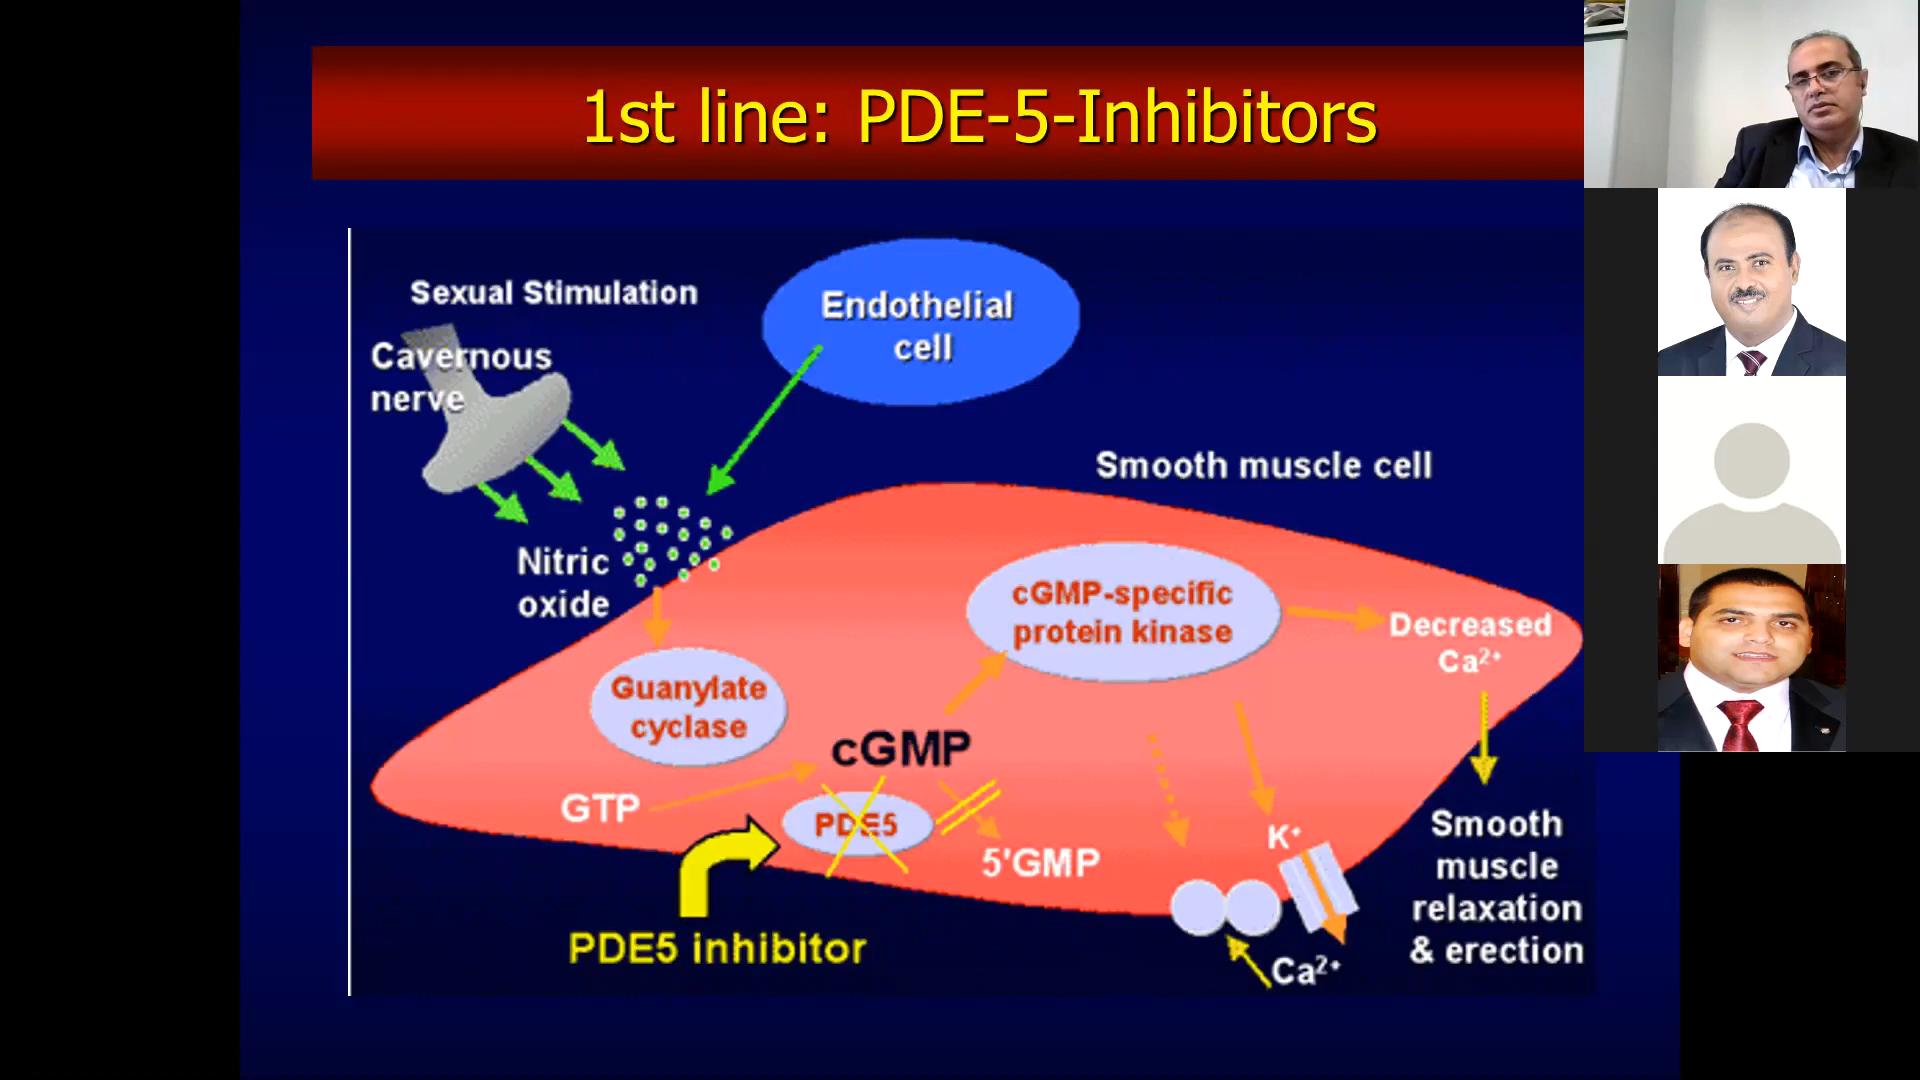 1st line: PDE-5-Inhibitors
Sexual Stimulation
Cavernous
nerve
Endothelial
cell
Smooth muscle cell
Nitric
oxide
cGMP-specific
protein kinase
Decreased
Ca²⁺
Guanylate
cyclase
cGMP
GTP
PDE5
5'GMP
K⁺
Smooth
muscle
relaxation
& erection
PDE5 inhibitor
Ca²⁺